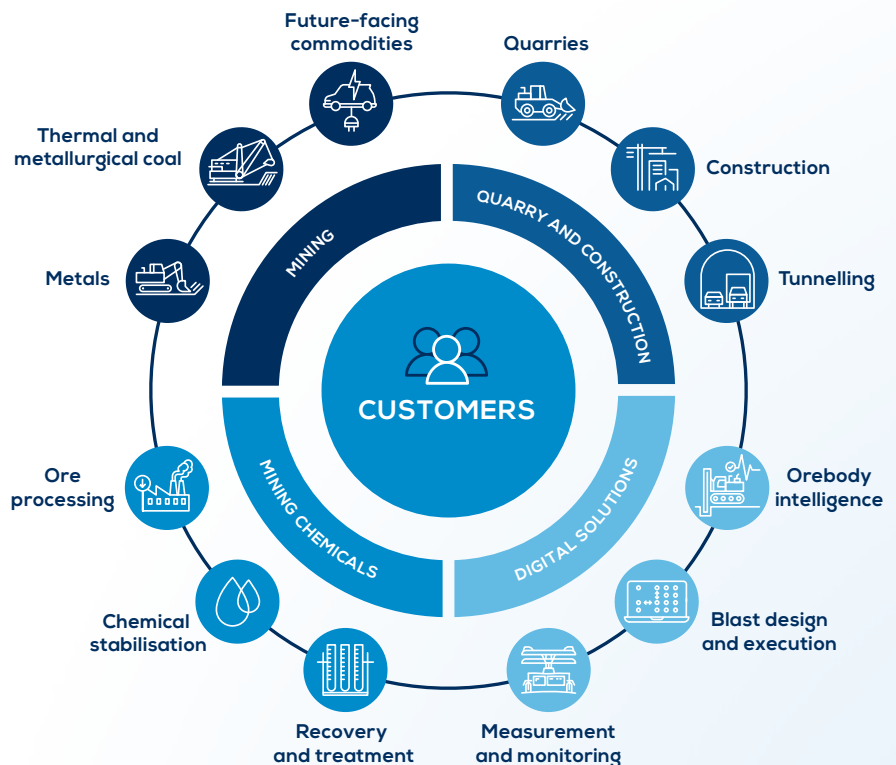 Future-facing
commodities
Quarries
Thermal and
metallurgical coal
Construction
Metals
Tunnelling
MINING
QUARRY AND CONSTRUCTION
CUSTOMERS
MINING CHEMICALS
DIGITAL SOLUTIONS
Ore
processing
Orebody
intelligence
Chemical
stabilisation
Blast design
and execution
Recovery
and treatment
Measurement
and monitoring